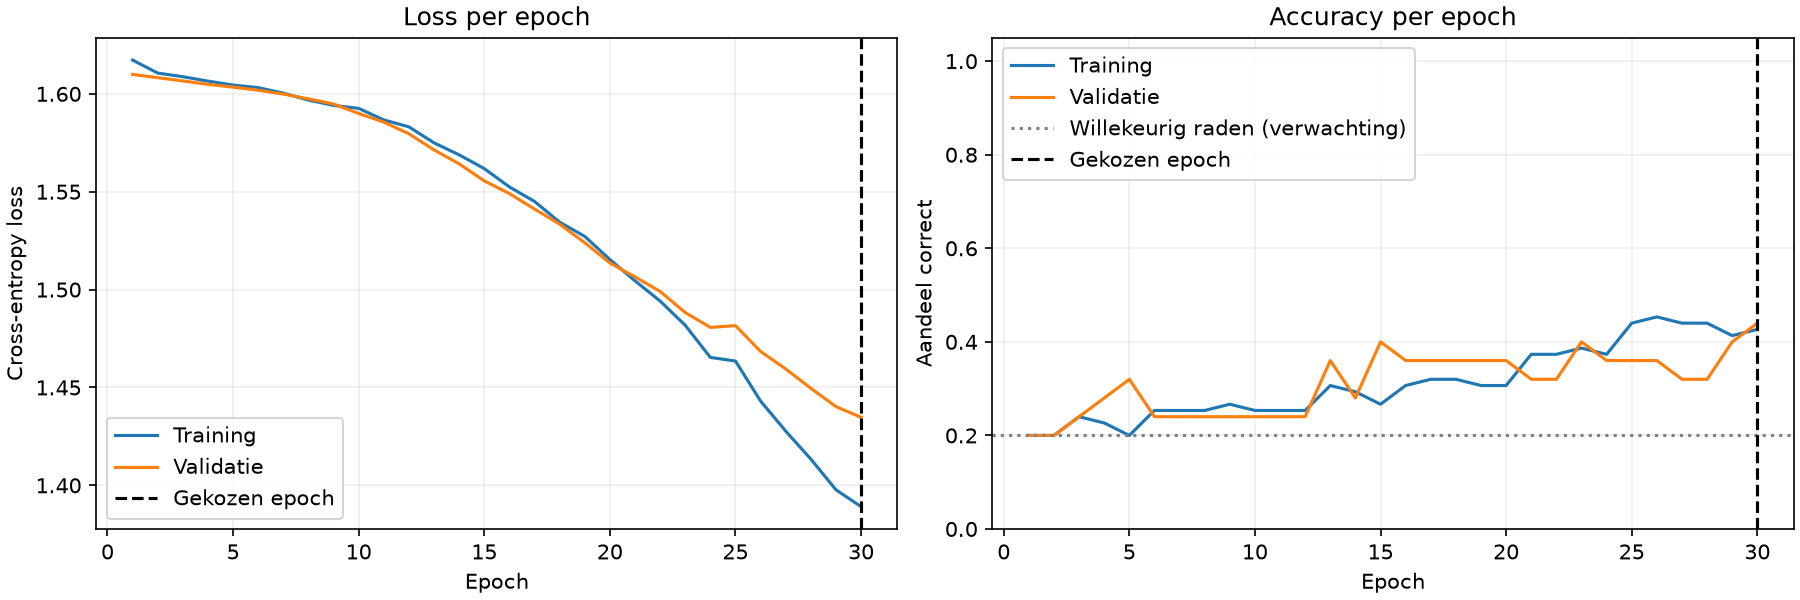 Loss per epoch
Cross-entropy loss
1.60
1.55
1.50
1.45
1.40
Training
Validatie
Gekozen epoch
0 5 10 15 20 25 30
Epoch
Accuracy per epoch
Aandeel correct
1.0
0.8
0.6
0.4
0.2
0.0
Training
Validatie
Willekeurig raden (verwachting)
Gekozen epoch
0 5 10 15 20 25 30
Epoch